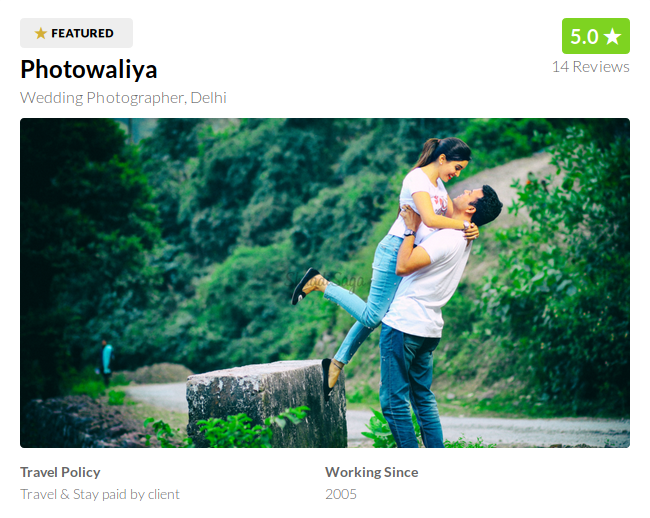 ★ FEATURED
5.0 ★
Photowaliya
14 Reviews
Wedding Photographer, Delhi
Travel Policy
Working Since
Travel & Stay paid by client
2005